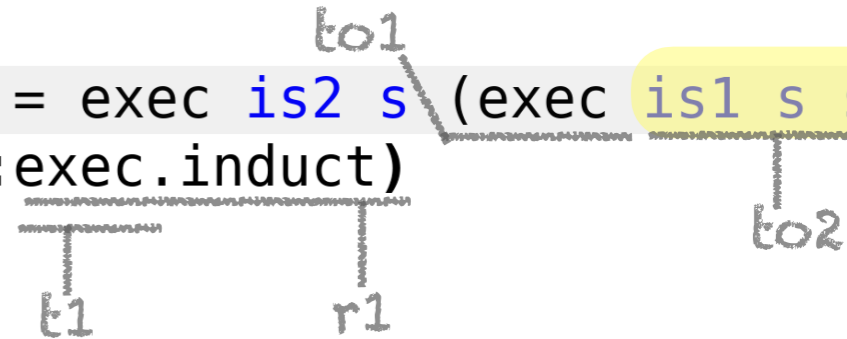 to1
= exec is2 s (exec is1 s
:exec.induct)
to2
t1 r1